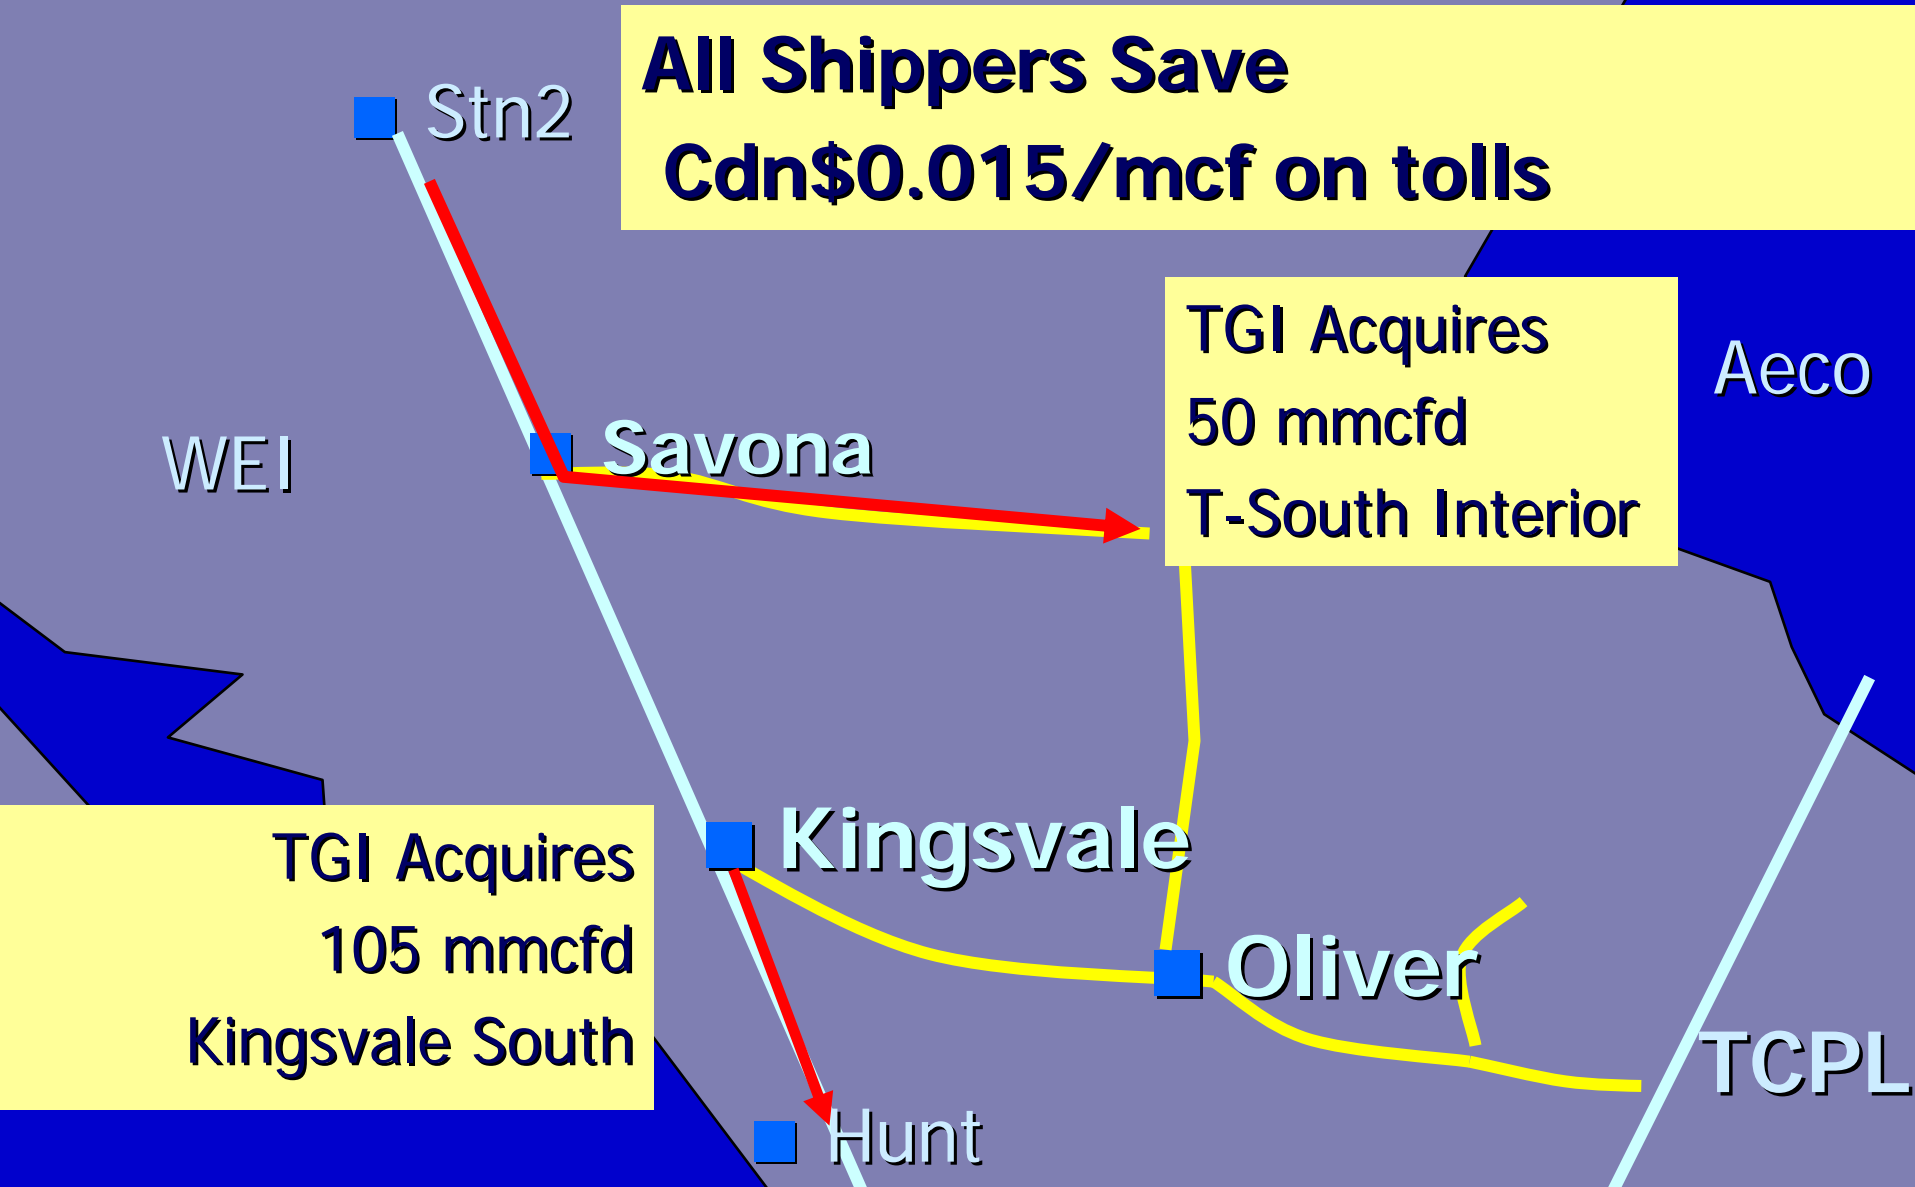 All Shippers Save
Cdn$0.015/mcf on tolls
Stn2
TGI Acquires
50 mmcfd
T-South Interior
Aeco
WEI
Savona
Kingsvale
TGI Acquires
105 mmcfd
Kingsvale South
Oliver
TCPL
Hunt